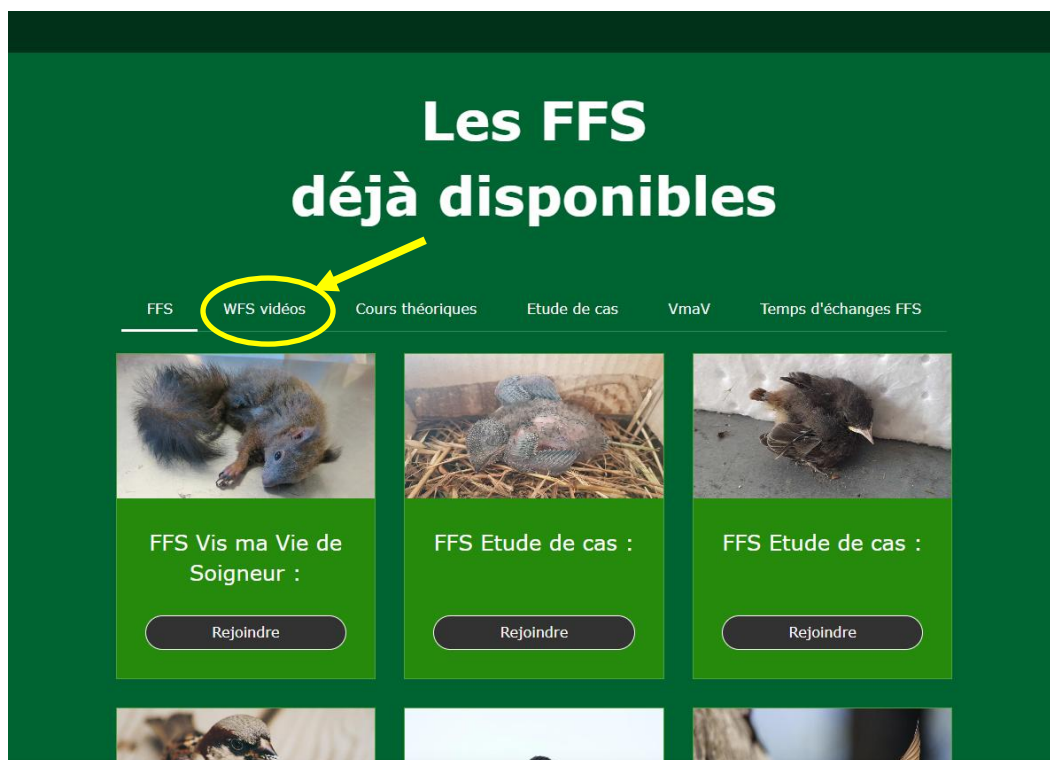 Les FFS
déjà disponibles
FFS WFS vidéos Cours théoriques Etude de cas VmaV Temps d'échanges FFS
FFS Vis ma Vie de
Soigneur :
Rejoindre
FFS Etude de cas :
Rejoindre
FFS Etude de cas :
Rejoindre